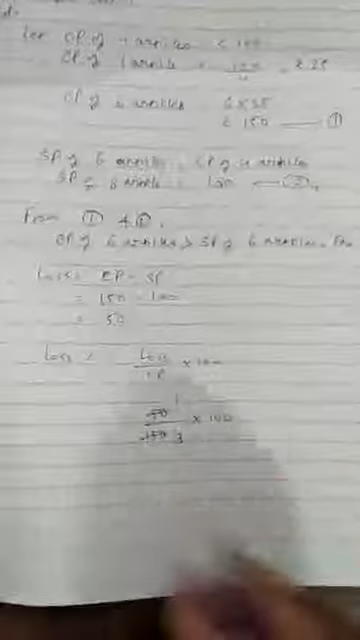 Let CP of 4 articles = ₹ 100
CP of 1 article = 100/4 = ₹ 25
CP of 6 articles = 6 x 25
= ₹ 150 — ①
SP of 6 articles = CP of 4 articles
SP of 6 article = 100 — ②
From ① & ②,
CP of 6 articles > SP of 6 articles.
Loss = CP - SP
= 150 - 100
= 50
Loss % = Loss/CP x 100
50/150 3 x 100